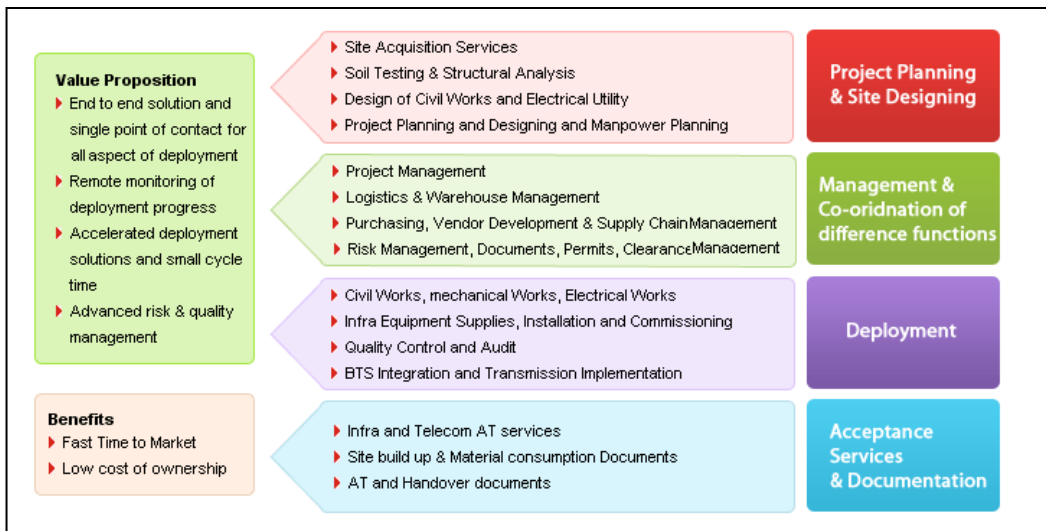 Value Proposition
End to end solution and
single point of contact for
all aspect of deployment
Remote monitoring of
deployment progress
Accelerated deployment
solutions and small cycle
time
Advanced risk & quality
management
Benefits
Fast Time to Market
Low cost of ownership
Site Acquisition Services
Soil Testing & Structural Analysis
Design of Civil Works and Electrical Utility
Project Planning and Designing and Manpower Planning
Project Planning
& Site Designing
Project Management
Logistics & Warehouse Management
Purchasing, Vendor Development & Supply Chain Management
Risk Management, Documents, Permits, Clearance Management
Management &
Co-oridnation of
difference functions
Civil Works, mechanical Works, Electrical Works
Infra Equipment Supplies, Installation and Commissioning
Quality Control and Audit
BTS Integration and Transmission Implementation
Deployment
Infra and Telecom AT services
Site build up & Material consumption Documents
AT and Handover documents
Acceptance
Services
& Documentation